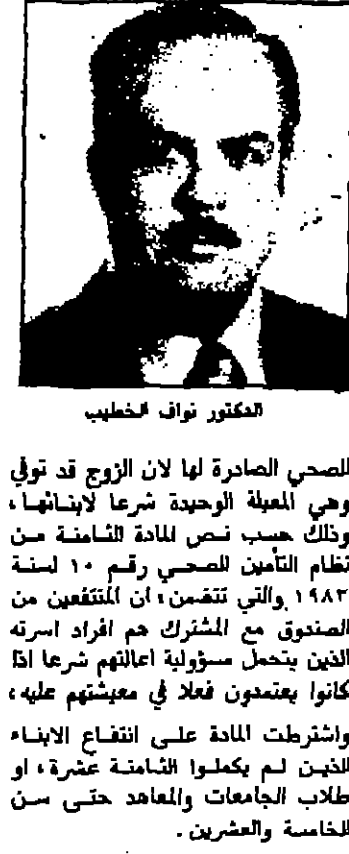 الدكتور نواف الخطيب
الصحي الصادرة لها لان الزوج قد توفي
وهي المعيلة الوحيدة شرعا لابنائها،
وذلك حسب نص المادة الثامنة من
نظام التأمين الصحي رقم ١٠ لسنة
١٩٨٣ والتي تتضمن، ان المنتفعين من
الصندوق مع المشترك هم افراد اسرته
الذين يتحمل مسؤولية اعالتهم شرعا اذا
كانوا يعتمدون فعلا في معيشتهم عليه،
واشترطت المادة على انتفاع الابناء
الذين لم يكملوا الثامنة عشرة، او
طلاب الجامعات والمعاهد حتى سن
الخامسة والعشرين.